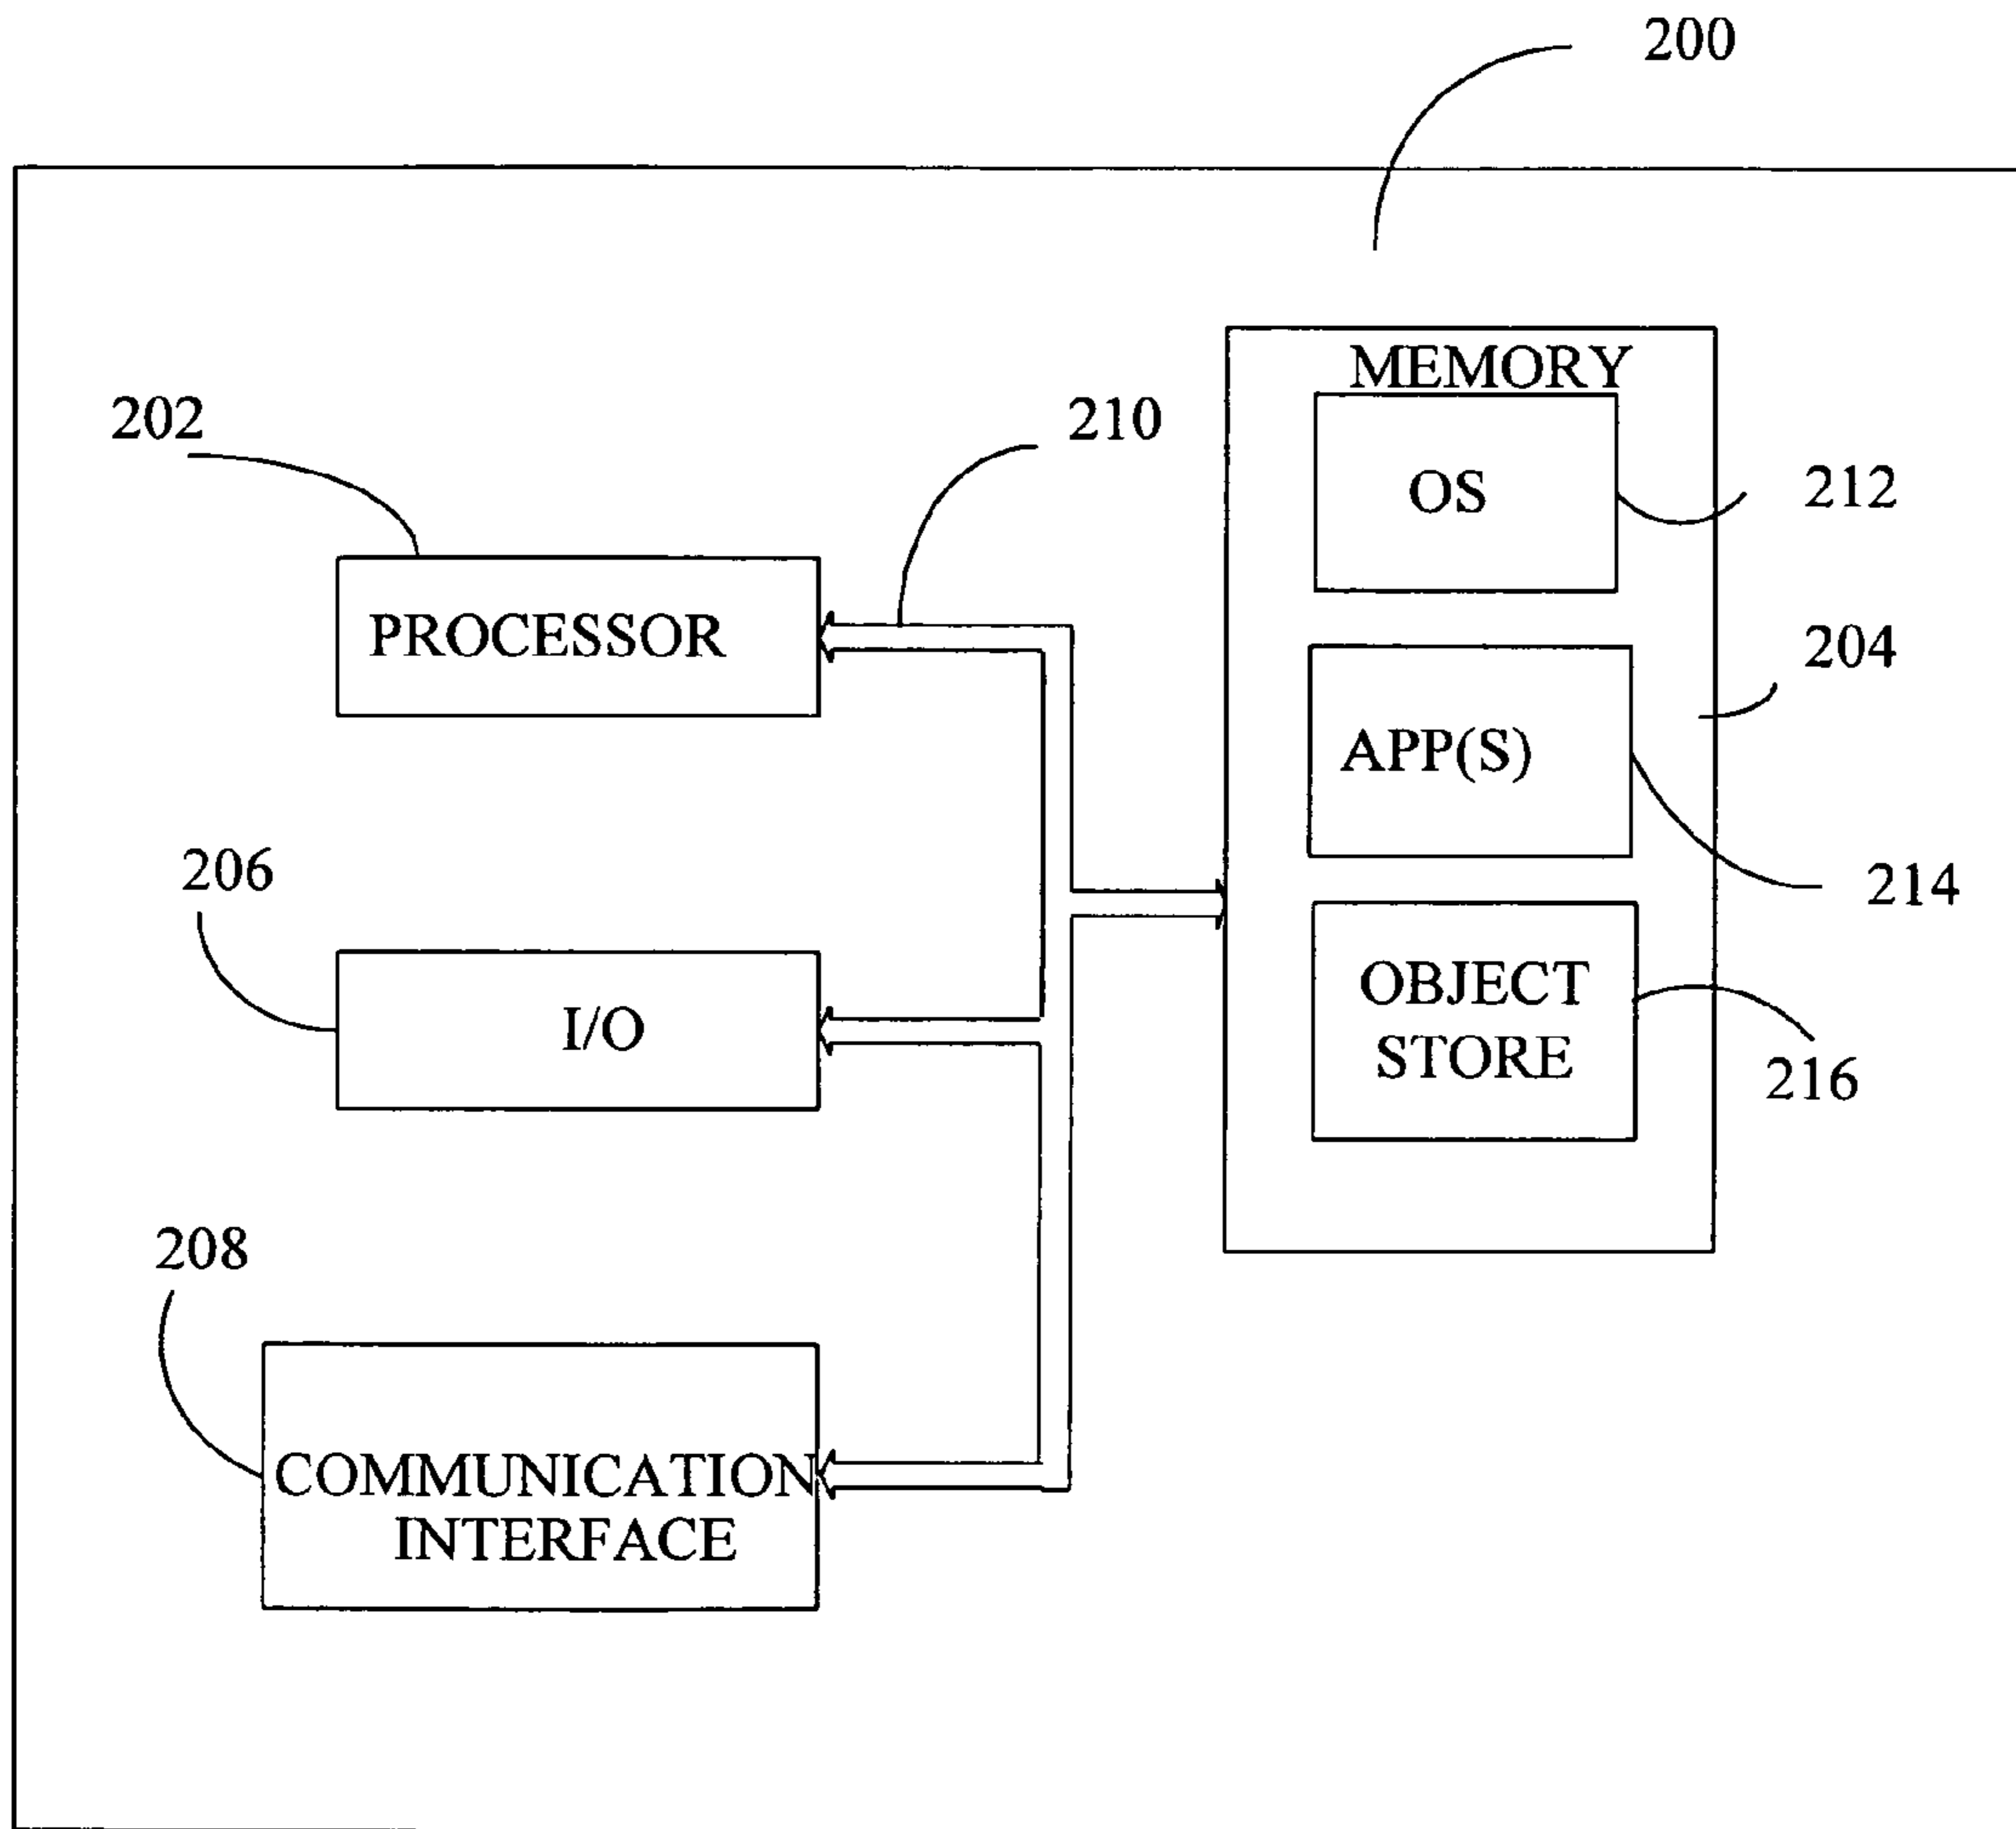 200
MEMORY
202
210
OS
212
PROCESSOR
204
APP(S)
206
214
OBJECT
STORE
I/O
216
208
COMMUNICATION
INTERFACE